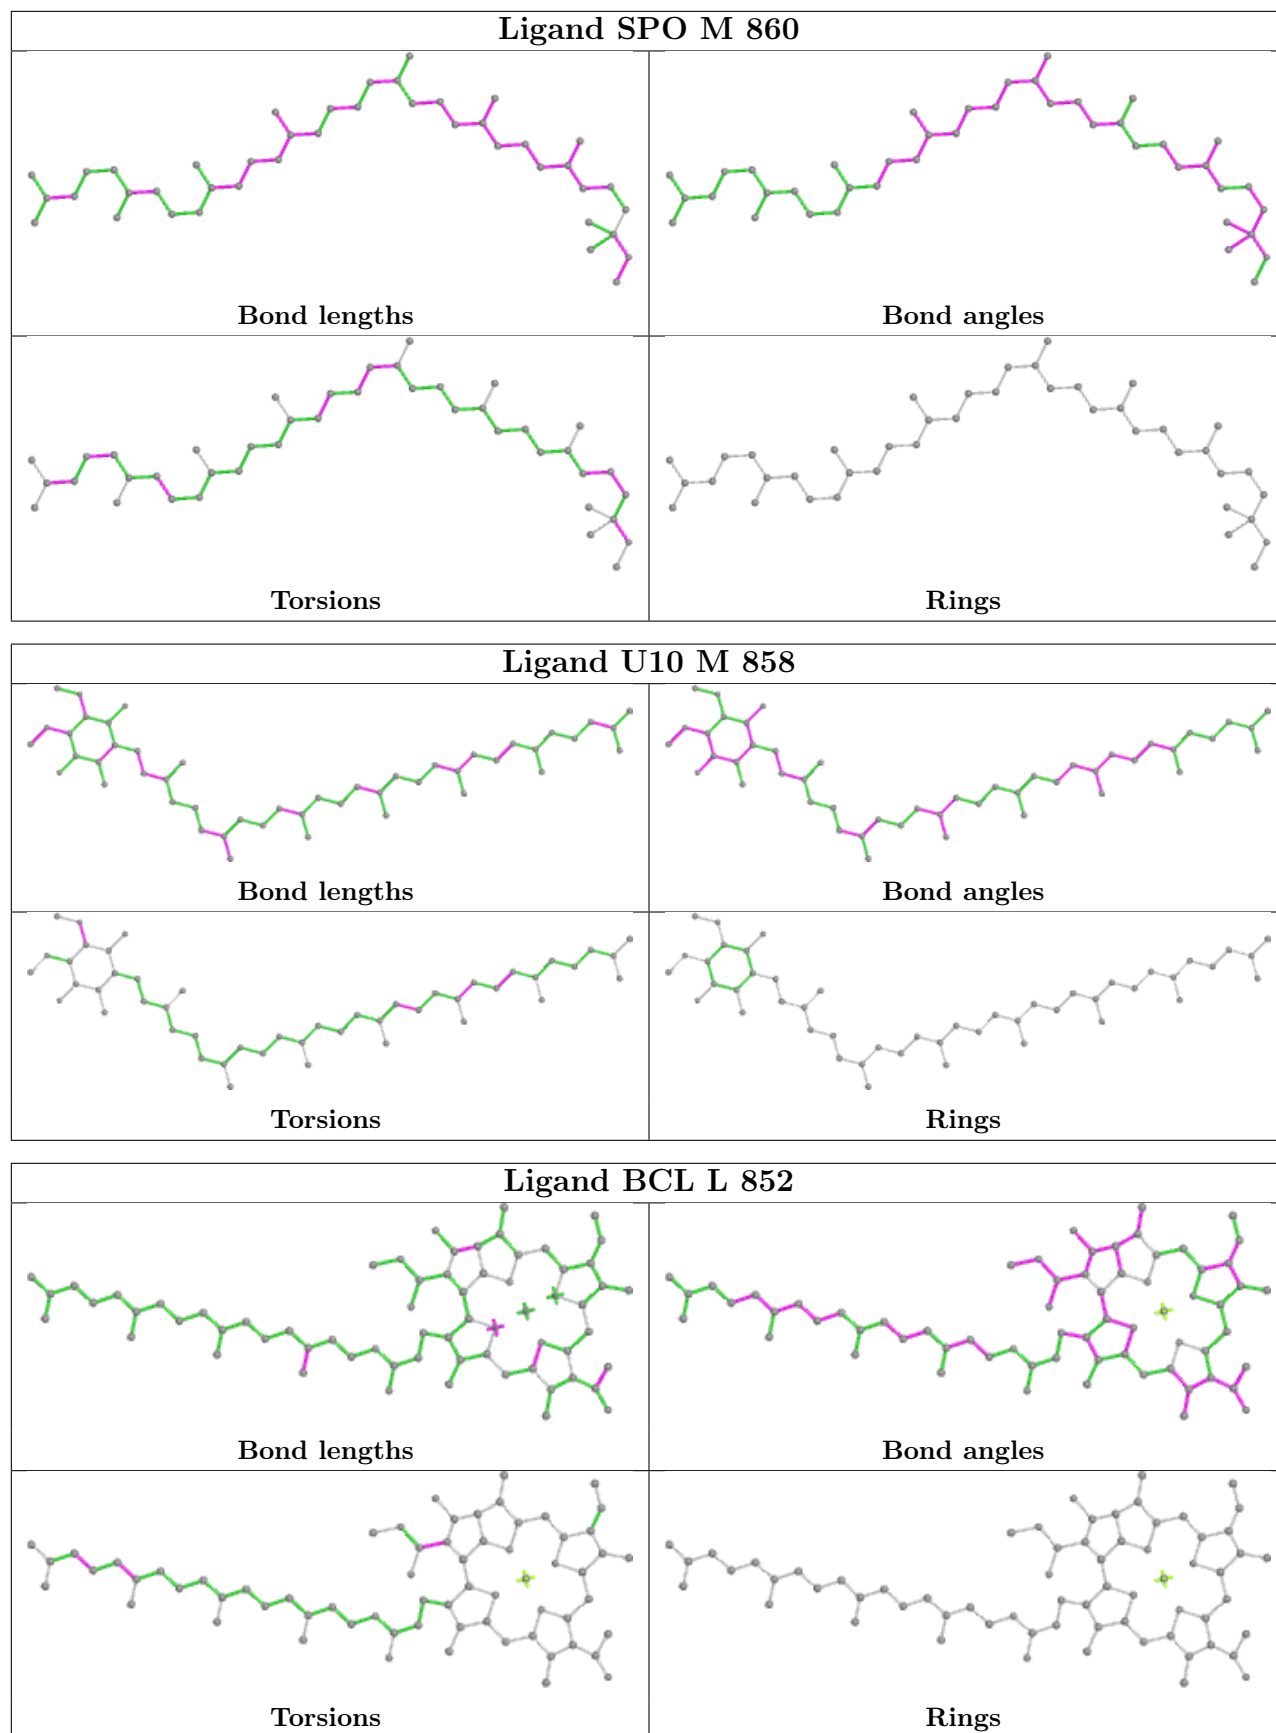 Ligand SPO M 860
Bond lengths
Bond angles
Torsions
Rings
Ligand U10 M 858
Bond lengths
Bond angles
Torsions
Rings
Ligand BCL L 852
Bond lengths
Bond angles
Torsions
Rings